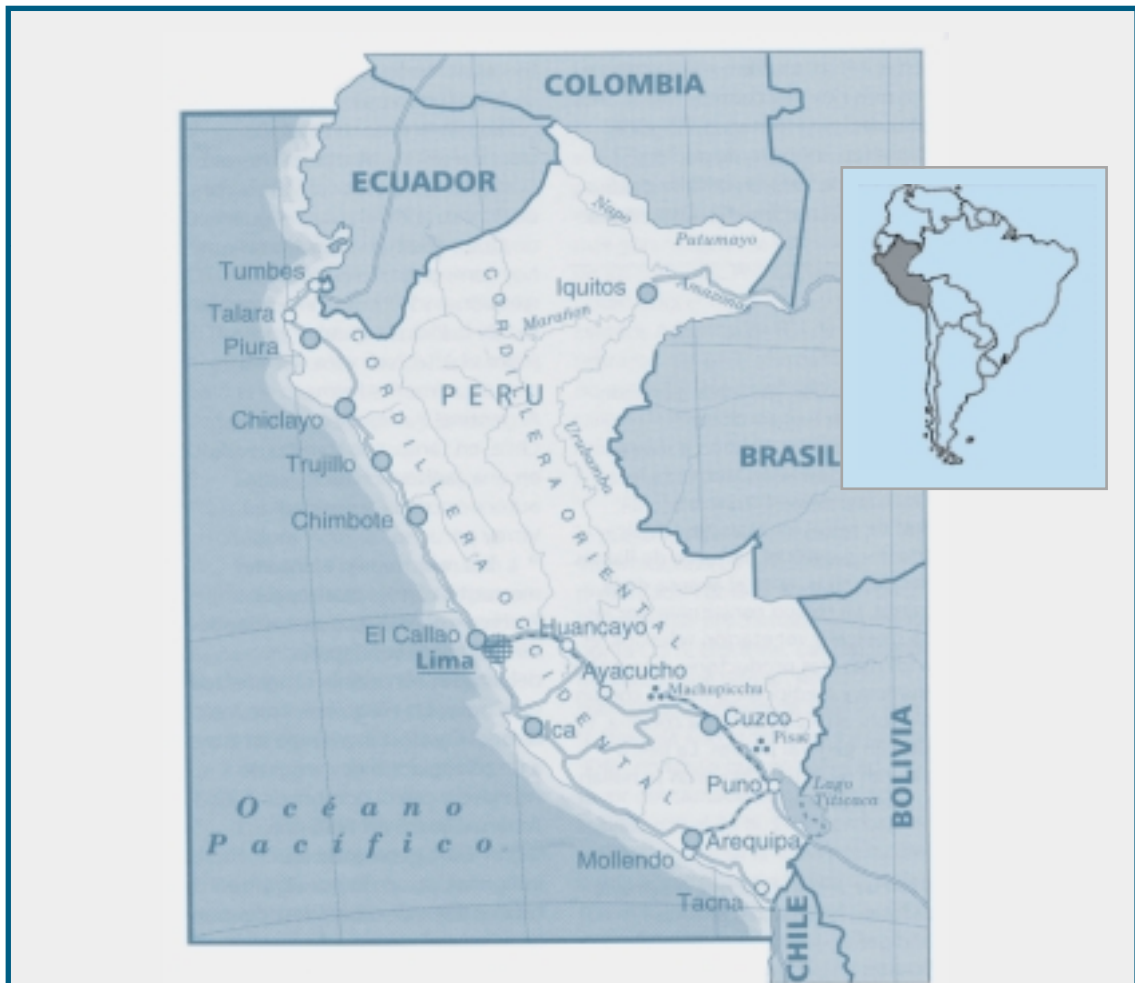 COLOMBIA
ECUADOR
Napo
Putumayo
Tumbes
Iquitos
Amazonas
Talara
Marañan
Piura
CORDILLERA ORIENTAL
CORDILLERA OCCIDENTAL
PERU
Chiclayo
Urubamba
BRASIL
Trujillo
Chimbote
El Callao
Huancayo
Lima
Ayacucho
Machupicchu
Cuzco
Ica
Pisac
Puno
Lago
Titicaca
BOLIVIA
Océano
Pacífico
Arequipa
Mollendo
Tacna
CHILE